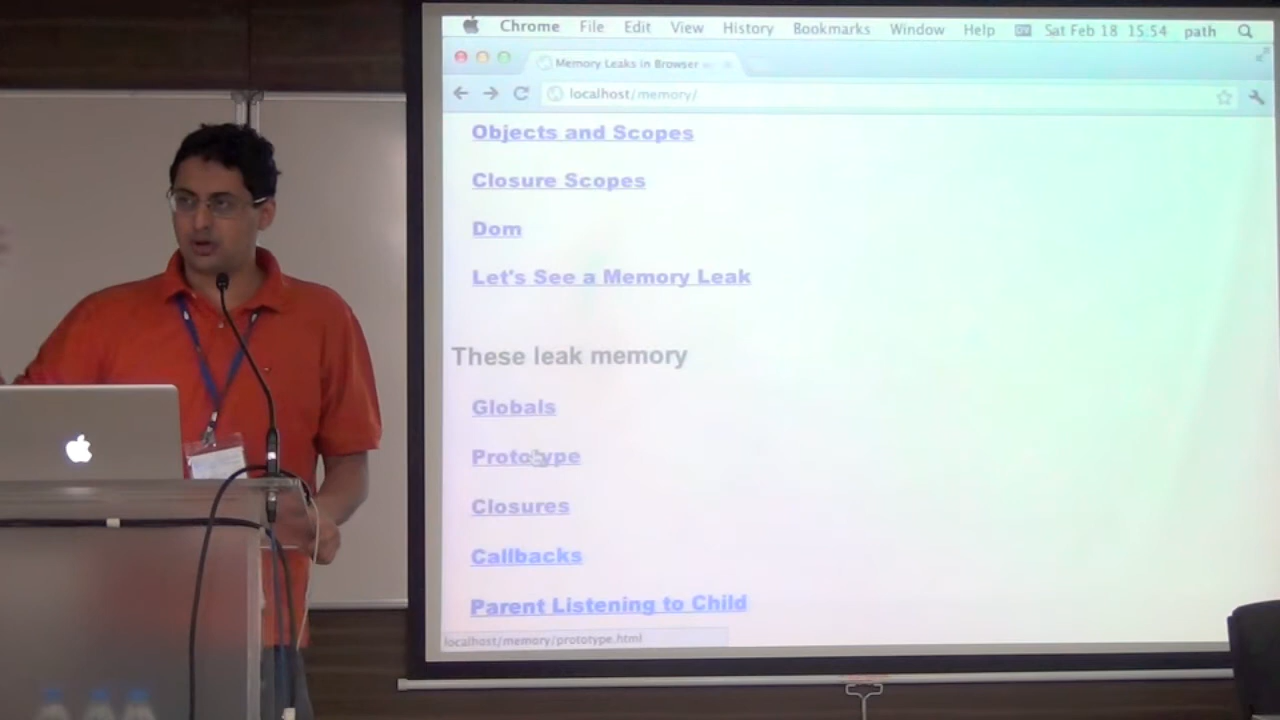 Chrome File Edit View History Bookmarks Window Help Sat Feb 18 15:54 path
Memory Leaks in Browser
localhost/memory/
Objects and Scopes
Closure Scopes
Dom
Let's See a Memory Leak
These leak memory
Globals
Prototype
Closures
Callbacks
Parent Listening to Child
localhost/memory/prototype.html